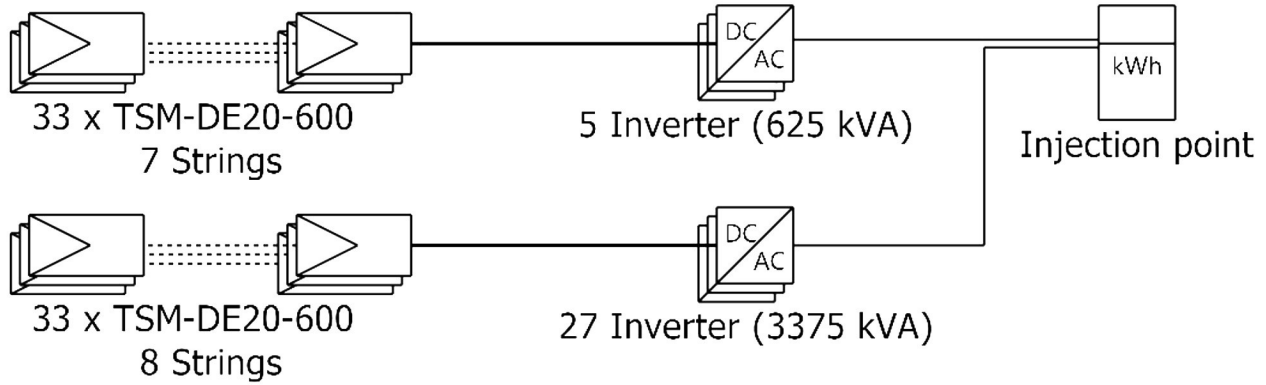 DC
AC
kWh
33 x TSM-DE20-600
7 Strings
5 Inverter (625 kVA)
Injection point
DC
AC
33 x TSM-DE20-600
8 Strings
27 Inverter (3375 kVA)